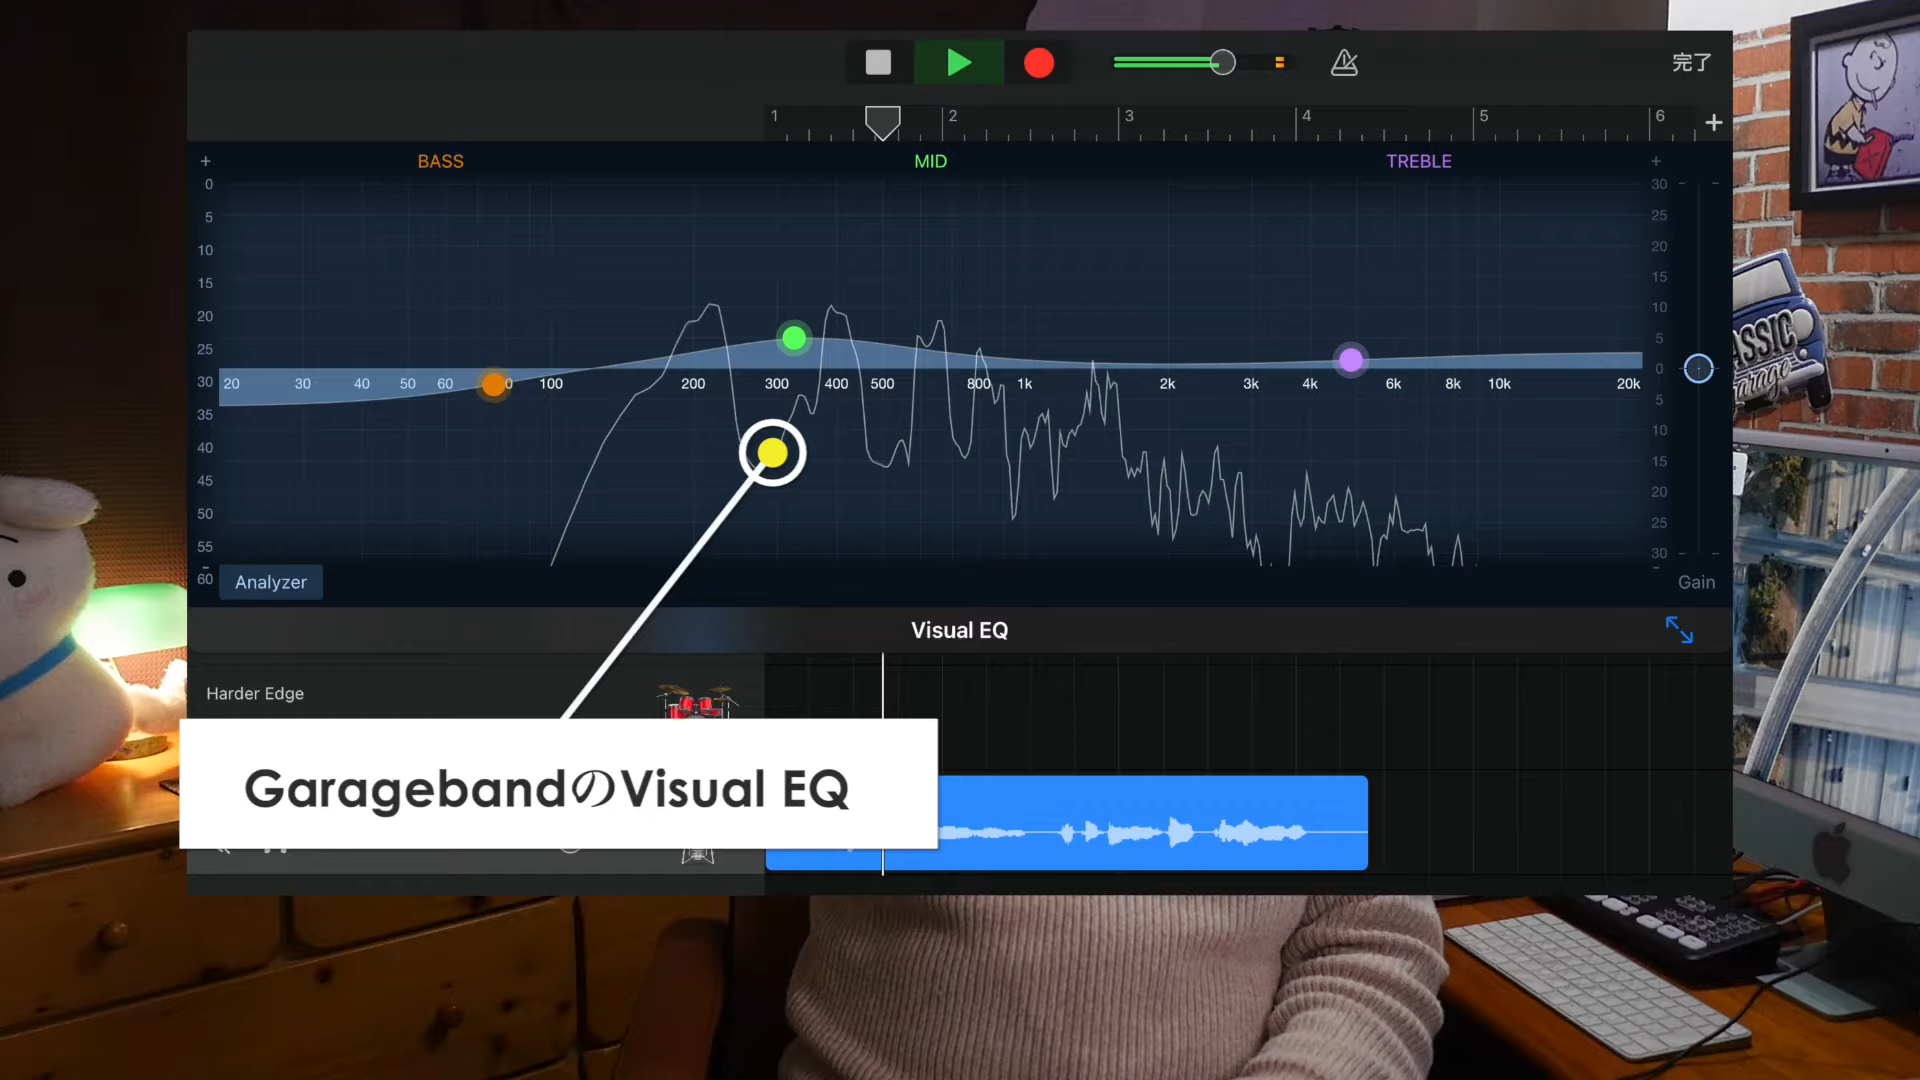 完了
1 2 3 4 5 6 +
+ BASS MID TREBLE +
0 30
5 25
10 20
15 15
20 10
25 5
30 20 30 40 50 60 0 100 200 300 400 500 800 1k 2k 3k 4k 6k 8k 10k 20k 0
35 5
40 10
45 15
50 20
55 25
- 30 -
60 Analyzer Gain
Visual EQ
Harder Edge
GaragebandのVisual EQ
ASSIC
Garage